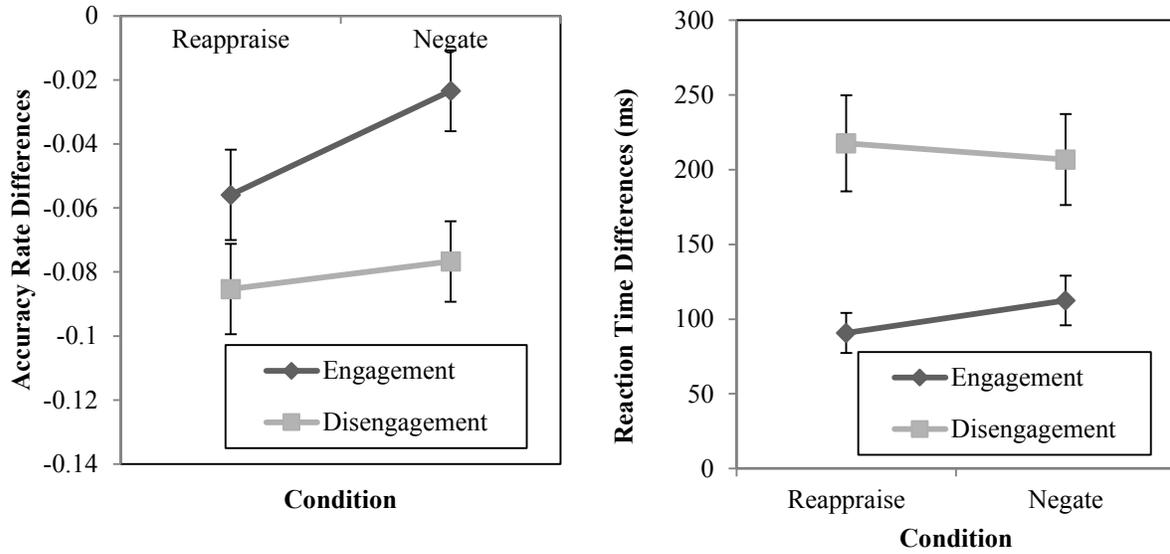 0
-0.02
-0.04
-0.06
-0.08
-0.1
-0.12
-0.14
Accuracy Rate Differences
Reappraise Negate
Engagement
Disengagement
Condition
300
250
200
150
100
50
0
Reaction Time Differences (ms)
Engagement
Disengagement
Reappraise Negate
Condition